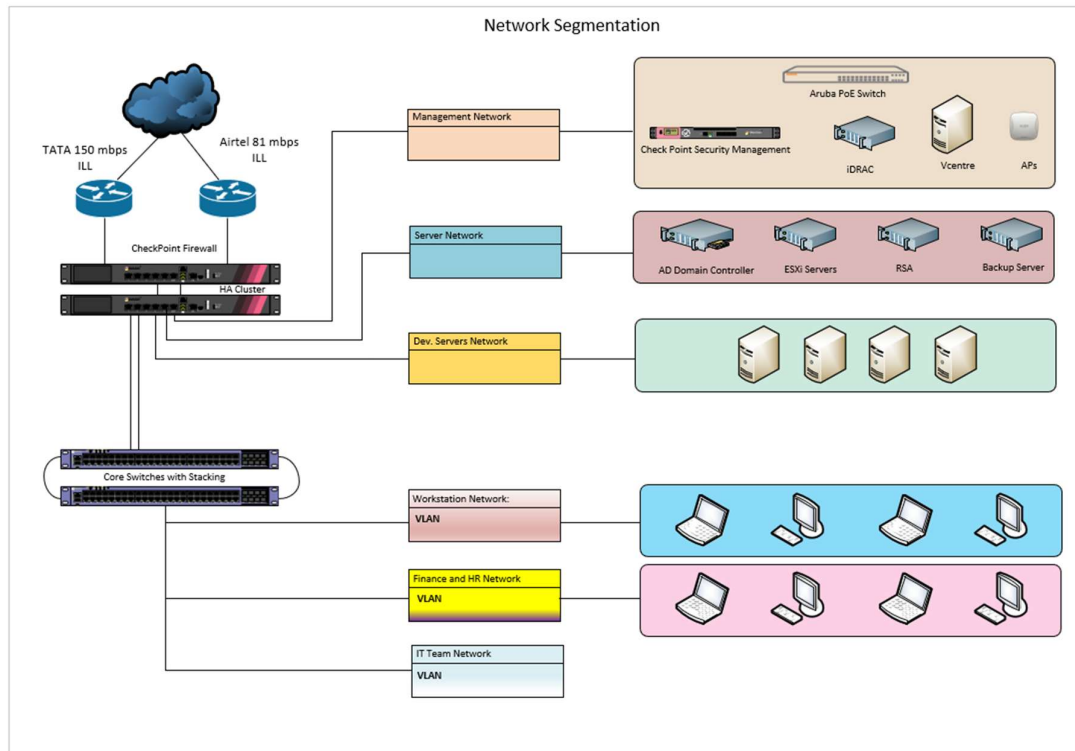 Network Segmentation
TATA 150 mbps
ILL
Airtel 81 mbps
ILL
CheckPoint Firewall
HA Cluster
Core Switches with Stacking
Management Network
Aruba PoE Switch
Check Point Security Management
iDRAC
Vcentre
APs
Server Network
AD Domain Controller
ESXi Servers
RSA
Backup Server
Dev. Servers Network
Workstation Network:
VLAN
Finance and HR Network
VLAN
IT Team Network
VLAN